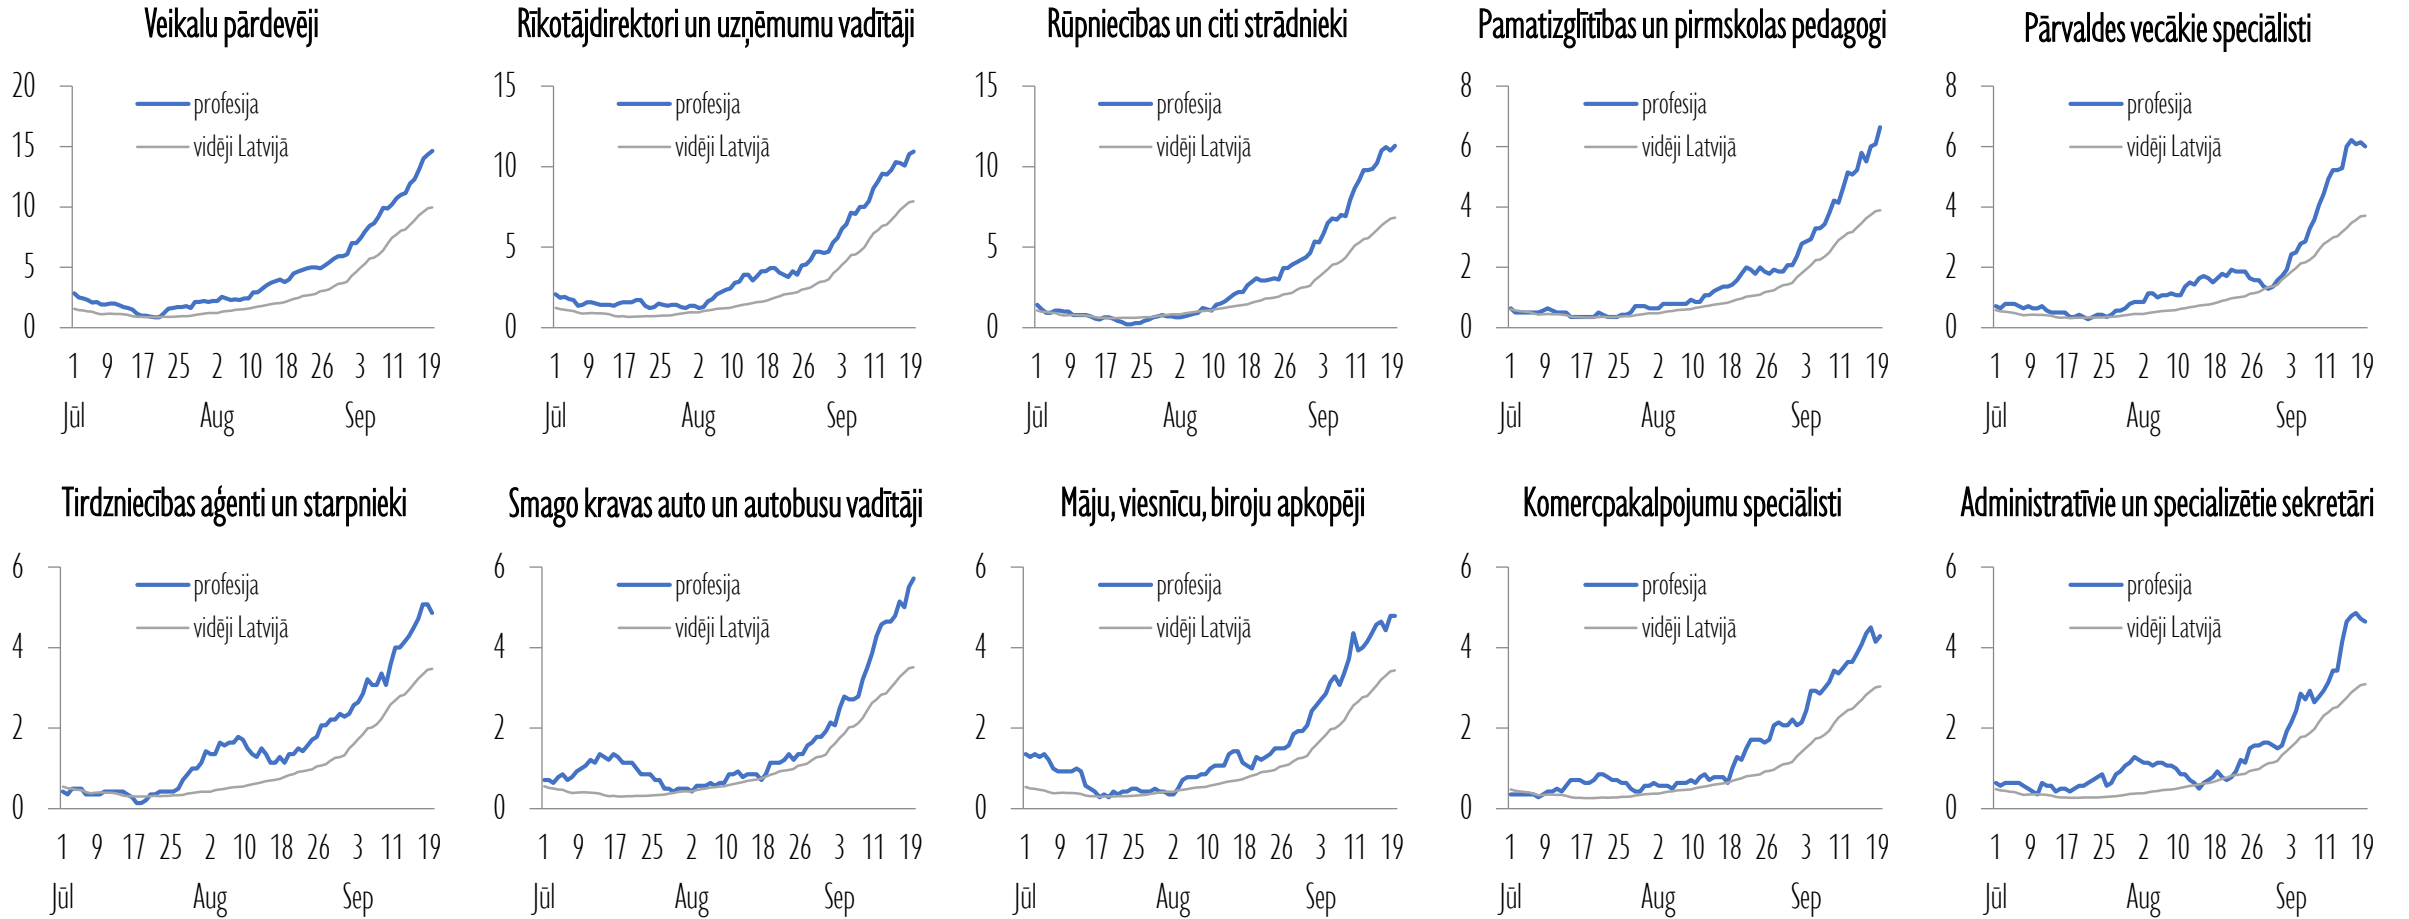 Veikalu pārdevēji
20
15
10
5
0
profesija
vidēji Latvijā
1 9 17 25 2 10 18 26 3 11 19
Jūl Aug Sep
Rīkotājdirektori un uzņēmumu vadītāji
15
10
5
0
profesija
vidēji Latvijā
1 9 17 25 2 10 18 26 3 11 19
Jūl Aug Sep
Rūpniecības un citi strādnieki
15
10
5
0
profesija
vidēji Latvijā
1 9 17 25 2 10 18 26 3 11 19
Jūl Aug Sep
Pamatizglītības un pirmskolas pedagogi
8
6
4
2
0
profesija
vidēji Latvijā
1 9 17 25 2 10 18 26 3 11 19
Jūl Aug Sep
Pārvaldes vecākie speciālisti
8
6
4
2
0
profesija
vidēji Latvijā
1 9 17 25 2 10 18 26 3 11 19
Jūl Aug Sep
Tirdzniecības aģenti un starpnieki
6
4
2
0
profesija
vidēji Latvijā
1 9 17 25 2 10 18 26 3 11 19
Jūl Aug Sep
Smago kravas auto un autobusu vadītāji
6
4
2
0
profesija
vidēji Latvijā
1 9 17 25 2 10 18 26 3 11 19
Jūl Aug Sep
Māju, viesnīcu, biroju apkopēji
6
4
2
0
profesija
vidēji Latvijā
1 9 17 25 2 10 18 26 3 11 19
Jūl Aug Sep
Komercpakalpojumu speciālisti
6
4
2
0
profesija
vidēji Latvijā
1 9 17 25 2 10 18 26 3 11 19
Jūl Aug Sep
Administratīvie un specializētie sekretāri
6
4
2
0
profesija
vidēji Latvijā
1 9 17 25 2 10 18 26 3 11 19
Jūl Aug Sep